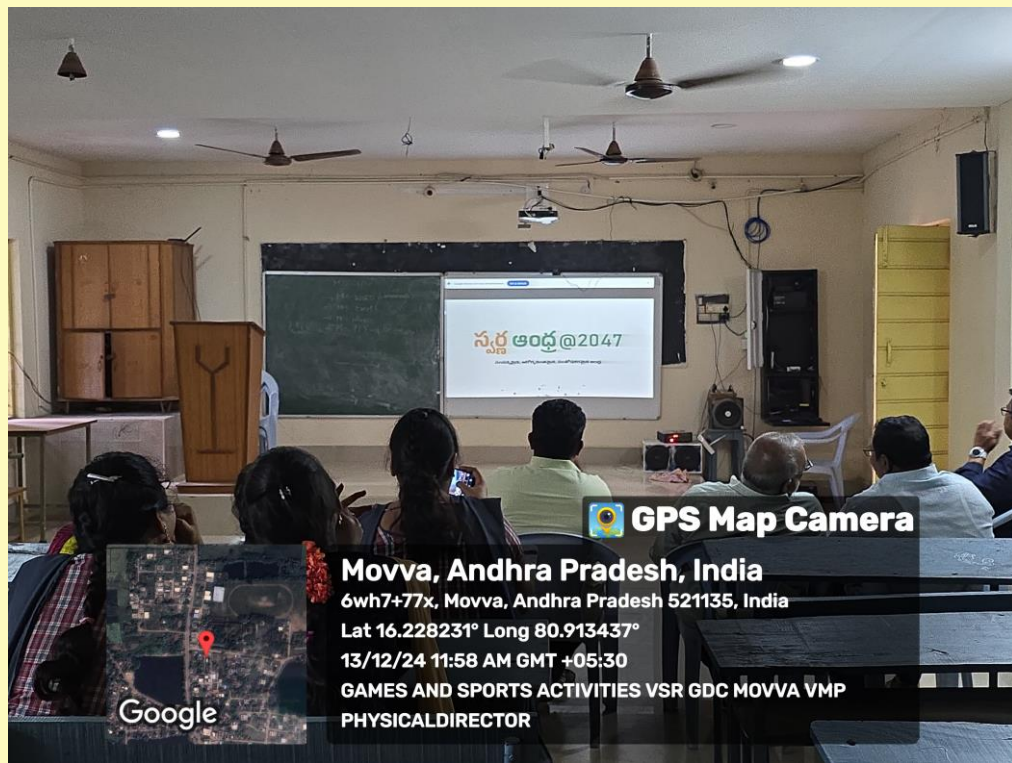 స్వర్ణ ఆంధ్ర@2047
GPS Map Camera
Movva, Andhra Pradesh, India
6wh7+77x, Movva, Andhra Pradesh 521135, India
Lat 16.228231° Long 80.913437°
13/12/24 11:58 AM GMT +05:30
GAMES AND SPORTS ACTIVITIES VSR GDC MOVVA VMP
PHYSICALDIRECTOR
Google